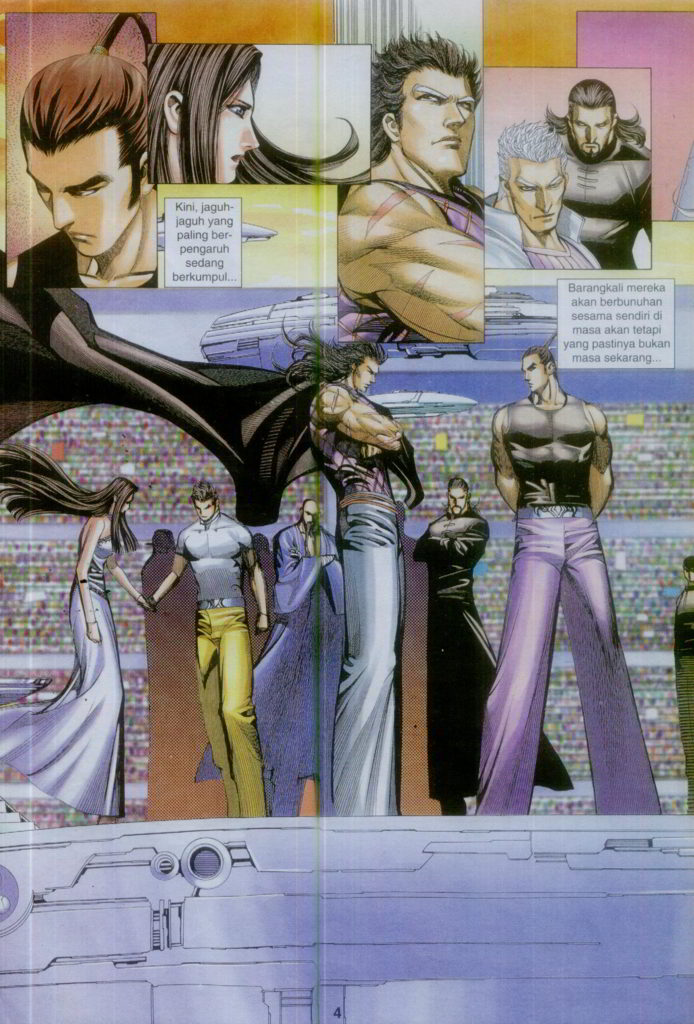 Kini, jaguh-
jaguh yang
paling ber-
pengaruh
sedang
berkumpul...
Barangkali mereka
akan berbunuhan
sesama sendiri di
masa akan tetapi
yang pastinya bukan
masa sekarang...
4